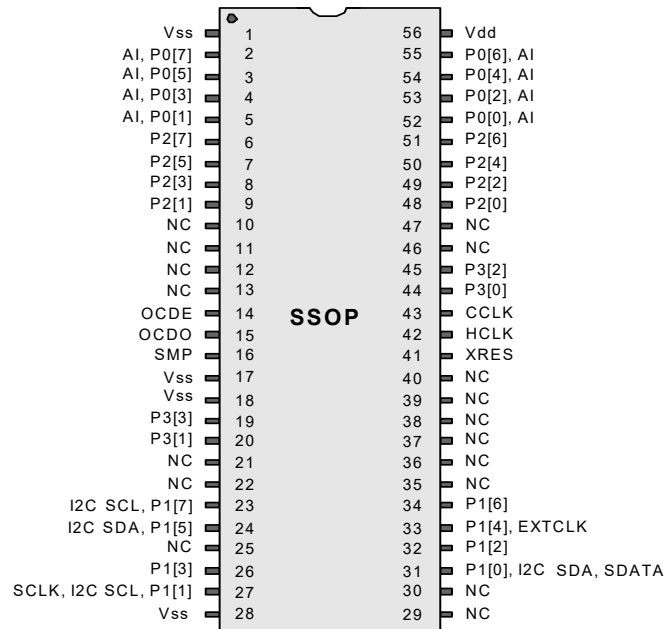 Vss 1 56 Vdd
AI, P0[7] 2 55 P0[6], AI
AI, P0[5] 3 54 P0[4], AI
AI, P0[3] 4 53 P0[2], AI
AI, P0[1] 5 52 P0[0], AI
P2[7] 6 51 P2[6]
P2[5] 7 50 P2[4]
P2[3] 8 49 P2[2]
P2[1] 9 48 P2[0]
NC 10 47 NC
NC 11 46 NC
NC 12 45 P3[2]
NC 13 44 P3[0]
OCDE 14 SSOP 43 CCLK
OCDO 15 42 HCLK
SMP 16 41 XRES
Vss 17 40 NC
Vss 18 39 NC
P3[3] 19 38 NC
P3[1] 20 37 NC
NC 21 36 NC
NC 22 35 NC
I2C SCL, P1[7] 23 34 P1[6]
I2C SDA, P1[5] 24 33 P1[4], EXTCLK
NC 25 32 P1[2]
P1[3] 26 31 P1[0], I2C SDA, SDATA
SCLK, I2C SCL, P1[1] 27 30 NC
Vss 28 29 NC